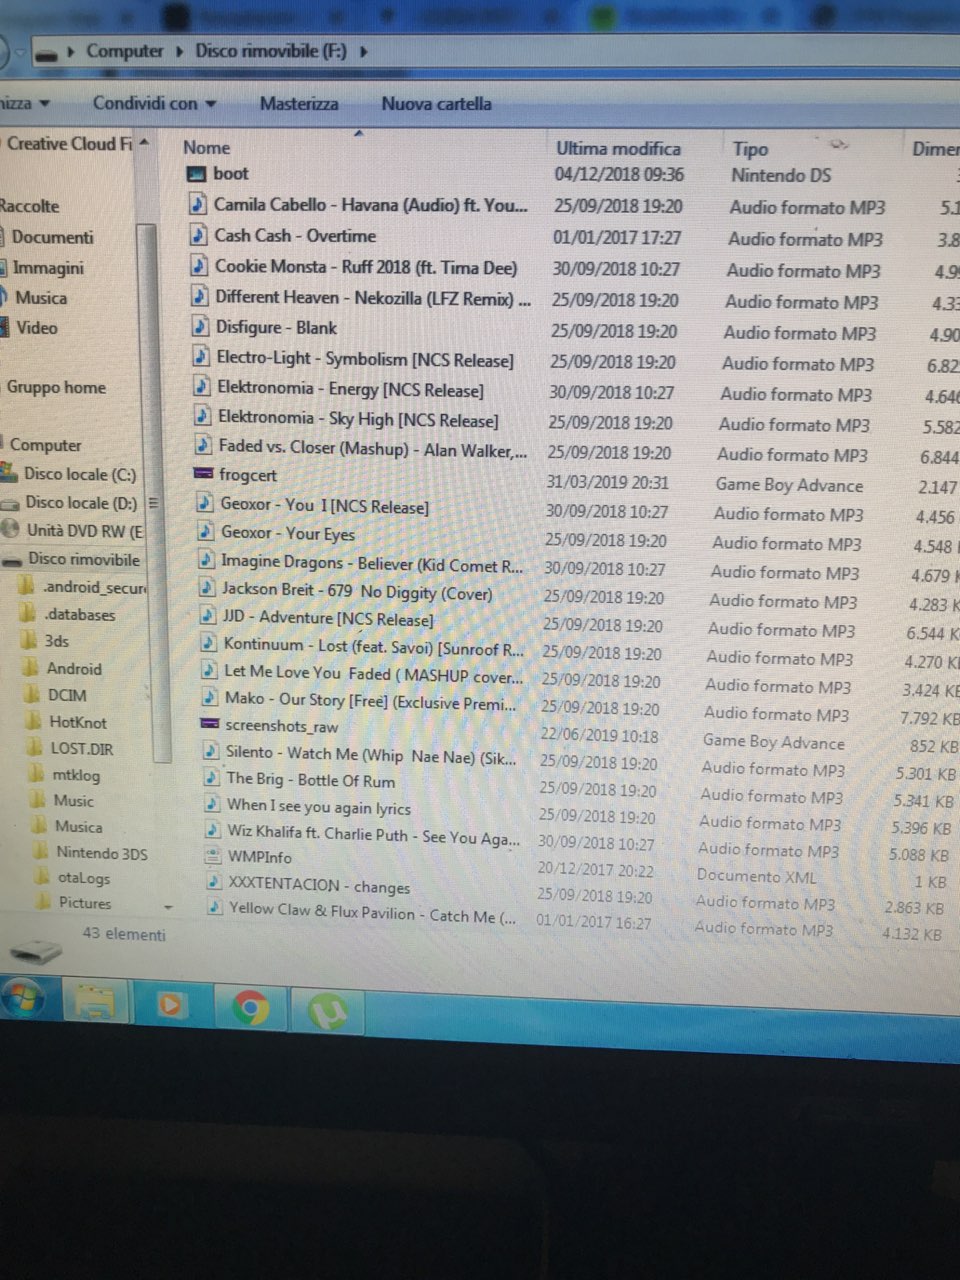 Computer Disco rimovibile (F:)
Condividi con Masterizza Nuova cartella
Creative Cloud Fi
Raccolte
Documenti
Immagini
Musica
Video
Gruppo home
Computer
Disco locale (C:)
Disco locale (D:)
Unità DVD RW (E
Disco rimovibile
.android_secure
.databases
3ds
Android
DCIM
HotKnot
LOST.DIR
mtklog
Music
Musica
Nintendo 3DS
otaLogs
Pictures
Nome Ultima modifica Tipo Dimen
boot 04/12/2018 09:36 Nintendo DS
Camila Cabello - Havana (Audio) ft. You... 25/09/2018 19:20 Audio formato MP3 5.1
Cash Cash - Overtime 01/01/2017 17:27 Audio formato MP3 3.8
Cookie Monsta - Ruff 2018 (ft. Tima Dee) 30/09/2018 10:27 Audio formato MP3 4.99
Different Heaven - Nekozilla (LFZ Remix) ... 25/09/2018 19:20 Audio formato MP3 4.33
Disfigure - Blank 25/09/2018 19:20 Audio formato MP3 4.90
Electro-Light - Symbolism [NCS Release] 25/09/2018 19:20 Audio formato MP3 6.82
Elektronomia - Energy [NCS Release] 30/09/2018 10:27 Audio formato MP3 4.646
Elektronomia - Sky High [NCS Release] 25/09/2018 19:20 Audio formato MP3 5.582
Faded vs. Closer (Mashup) - Alan Walker,... 25/09/2018 19:20 Audio formato MP3 6.844
frogcert 31/03/2019 20:31 Game Boy Advance 2.147
Geoxor - You I [NCS Release] 30/09/2018 10:27 Audio formato MP3 4.456
Geoxor - Your Eyes 25/09/2018 19:20 Audio formato MP3 4.548 K
Imagine Dragons - Believer (Kid Comet R... 30/09/2018 10:27 Audio formato MP3 4.679 K
Jackson Breit - 679 No Diggity (Cover) 25/09/2018 19:20 Audio formato MP3 4.283 K
JJD - Adventure [NCS Release] 25/09/2018 19:20 Audio formato MP3 6.544 K
Kontinuum - Lost (feat. Savoi) [Sunroof R... 25/09/2018 19:20 Audio formato MP3 4.270 KB
Let Me Love You Faded ( MASHUP cover... 25/09/2018 19:20 Audio formato MP3 3.424 KB
Mako - Our Story [Free] (Exclusive Premi... 25/09/2018 19:20 Audio formato MP3 7.792 KB
screenshots_raw 22/06/2019 10:18 Game Boy Advance 852 KB
Silento - Watch Me (Whip Nae Nae) (Sik... 25/09/2018 19:20 Audio formato MP3 5.301 KB
The Brig - Bottle Of Rum 25/09/2018 19:20 Audio formato MP3 5.341 KB
When I see you again lyrics 25/09/2018 19:20 Audio formato MP3 5.396 KB
Wiz Khalifa ft. Charlie Puth - See You Aga... 30/09/2018 10:27 Audio formato MP3 5.088 KB
WMPInfo 20/12/2017 20:22 Documento XML 1 KB
XXXTENTACION - changes 25/09/2018 19:20 Audio formato MP3 2.863 KB
Yellow Claw & Flux Pavilion - Catch Me (... 01/01/2017 16:27 Audio formato MP3 4.132 KB
43 elementi